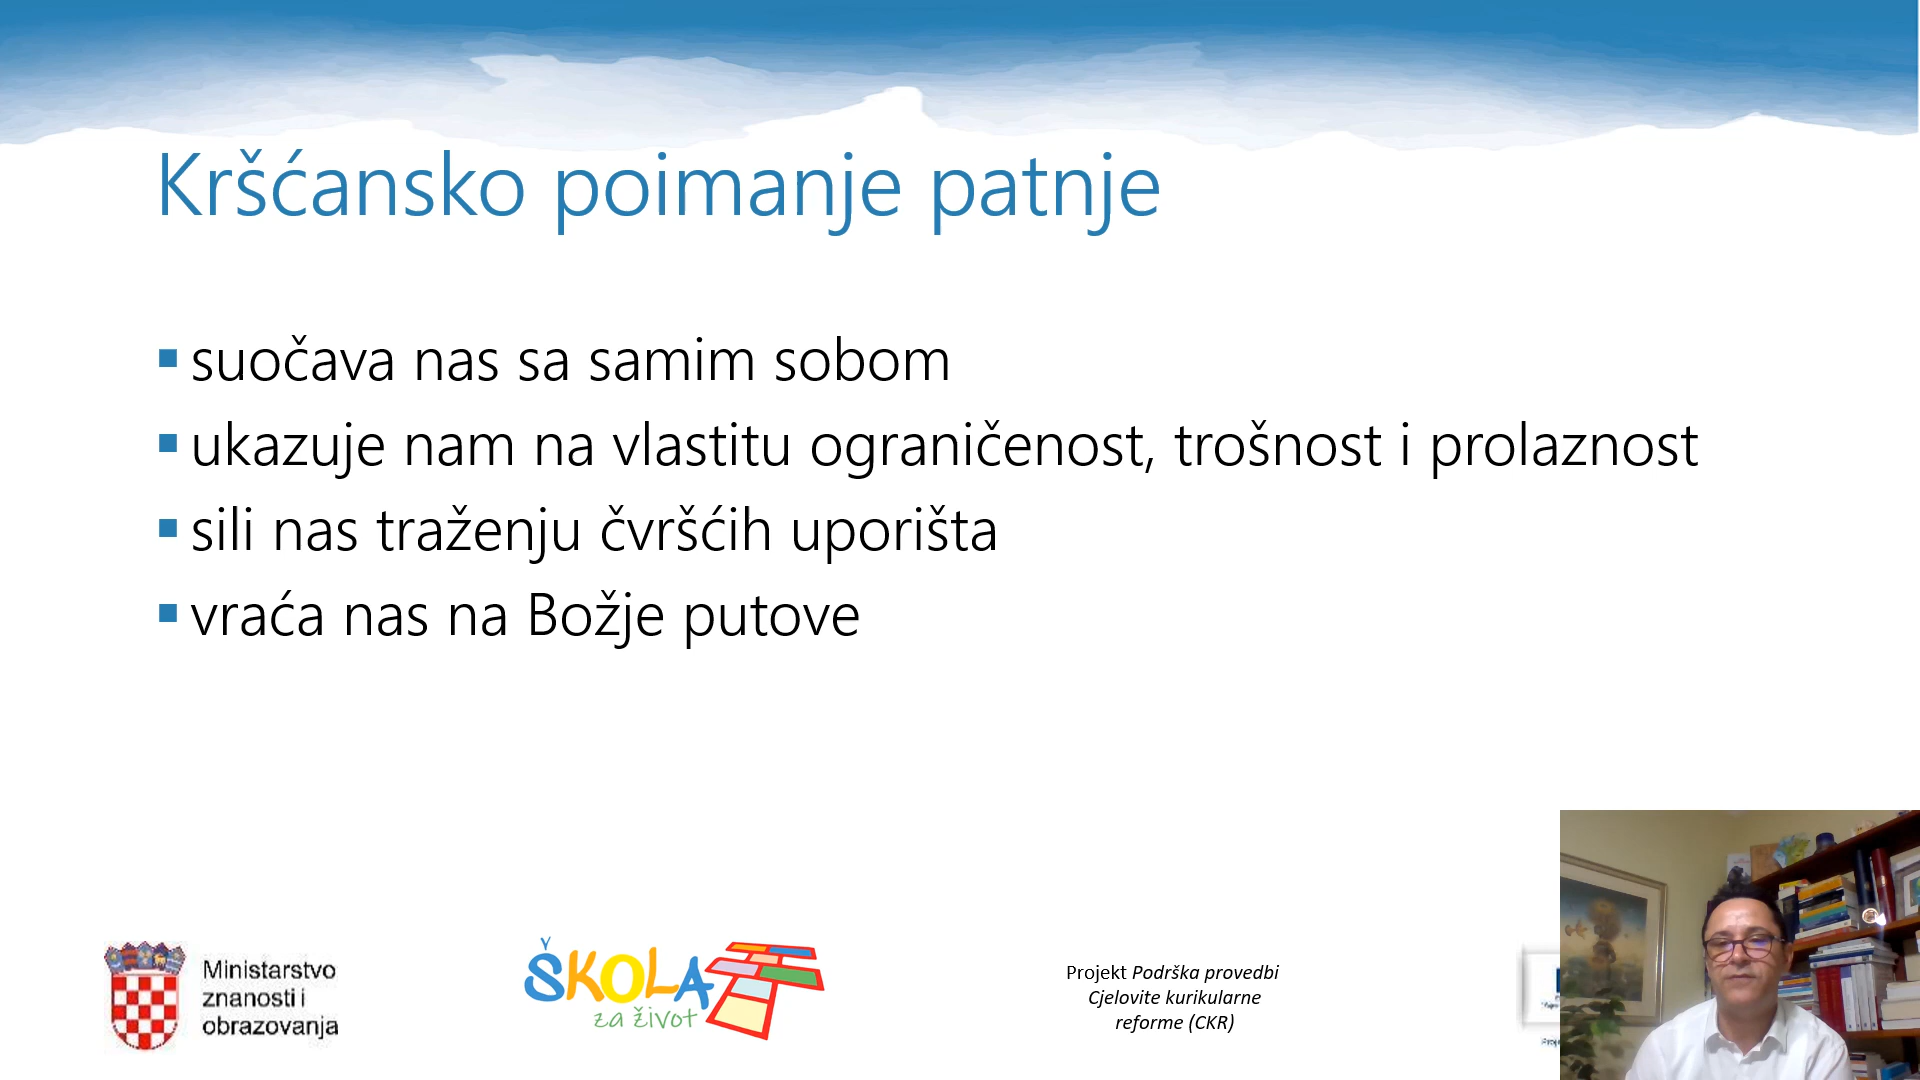 Kršćansko poimanje patnje
suočava nas sa samim sobom
ukazuje nam na vlastitu ograničenost, trošnost i prolaznost
sili nas traženju čvršćih uporišta
vraća nas na Božje putove
Ministarstvo
znanosti i
obrazovanja
ŠKOLA
za život
Projekt Podrška provedbi
Cjelovite kurikularne
reforme (CKR)